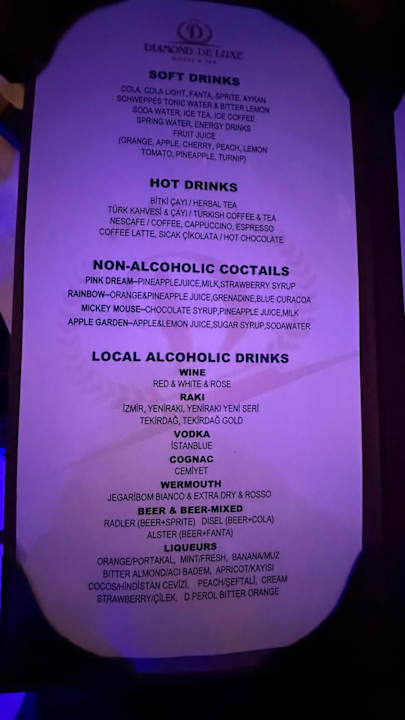 D
DIAMOND DE LUXE
HOTEL & SPA
SOFT DRINKS
COLA, COLA LIGHT, FANTA, SPRITE, AYRAN
SCHWEPPES TONIC WATER & BITTER LEMON
SODA WATER, ICE TEA, ICE COFFEE
SPRING WATER, ENERGY DRINKS
FRUIT JUICE
(ORANGE, APPLE, CHERRY, PEACH, LEMON
TOMATO, PINEAPPLE, TURNIP)
HOT DRINKS
BİTKİ ÇAYI / HERBAL TEA
TÜRK KAHVESİ & ÇAYI / TURKISH COFFEE & TEA
NESCAFE / COFFEE, CAPPUCCINO, ESPRESSO
COFFEE LATTE, SICAK ÇİKOLATA / HOT CHOCOLATE
NON-ALCOHOLIC COCTAILS
PINK DREAM–PINEAPPLEJUICE,MILK,STRAWBERRY SYRUP
RAINBOW–ORANGE&PINEAPPLE JUICE,GRENADINE,BLUE CURACOA
MICKEY MOUSE–CHOCOLATE SYRUP,PINEAPPLE JUICE,MILK
APPLE GARDEN–APPLE&LEMON JUICE,SUGAR SYRUP,SODAWATER
LOCAL ALCOHOLIC DRINKS
WINE
RED & WHITE & ROSE
RAKI
İZMİR, YENİRAKI, YENİRAKI YENİ SERİ
TEKİRDAĞ, TEKİRDAĞ GOLD
VODKA
İSTANBLUE
COGNAC
CEMİYET
WERMOUTH
JEGARİBOM BIANCO & EXTRA DRY & ROSSO
BEER & BEER-MIXED
RADLER (BEER+SPRITE) DISEL (BEER+COLA)
ALSTER (BEER+FANTA)
LIQUEURS
ORANGE/PORTAKAL, MINT/FRESH, BANANA/MUZ
BITTER ALMOND/ACI BADEM, APRICOT/KAYISI
COCOS/HİNDİSTAN CEVİZİ, PEACH/ŞEFTALİ, CREAM
STRAWBERRY/ÇİLEK, D PEROL BITTER ORANGE